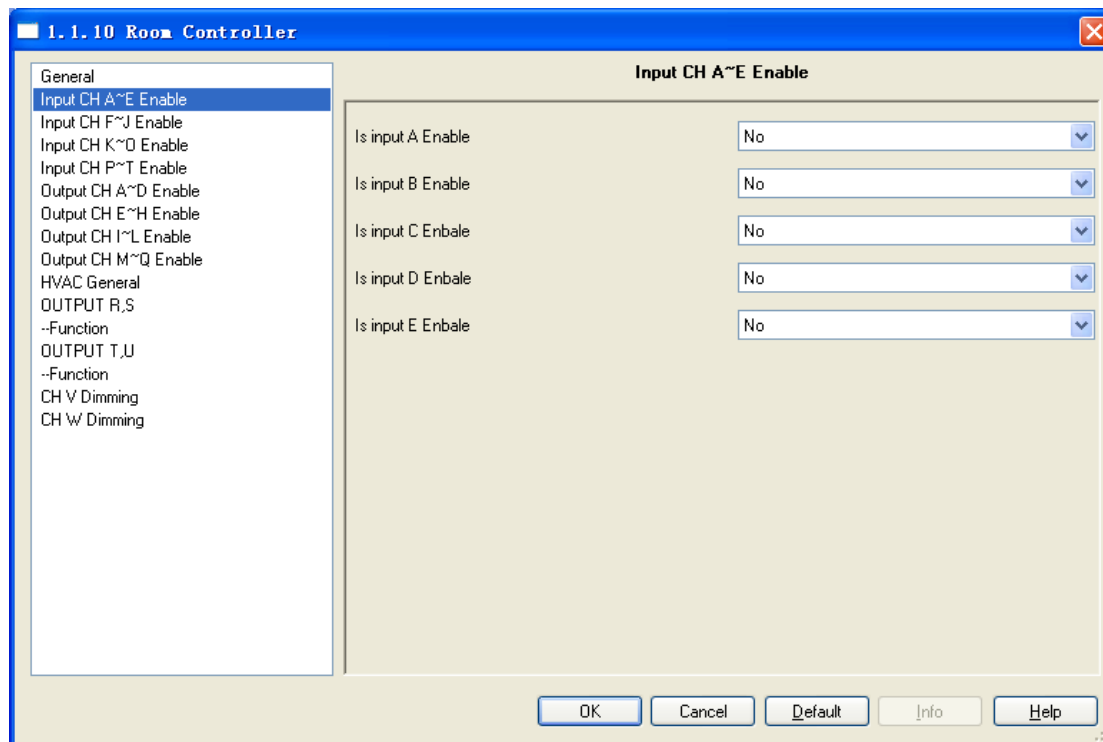 1.1.10 Room Controller
General
Input CH A~E Enable
Input CH F~J Enable
Input CH K~O Enable
Input CH P~T Enable
Output CH A~D Enable
Output CH E~H Enable
Output CH I~L Enable
Output CH M~Q Enable
HVAC General
OUTPUT R,S
--Function
OUTPUT T,U
--Function
CH V Dimming
CH W Dimming
Input CH A~E Enable
Is input A Enable No
Is input B Enable No
Is input C Enbale No
Is input D Enbale No
Is input E Enbale No
OK Cancel Default Info Help